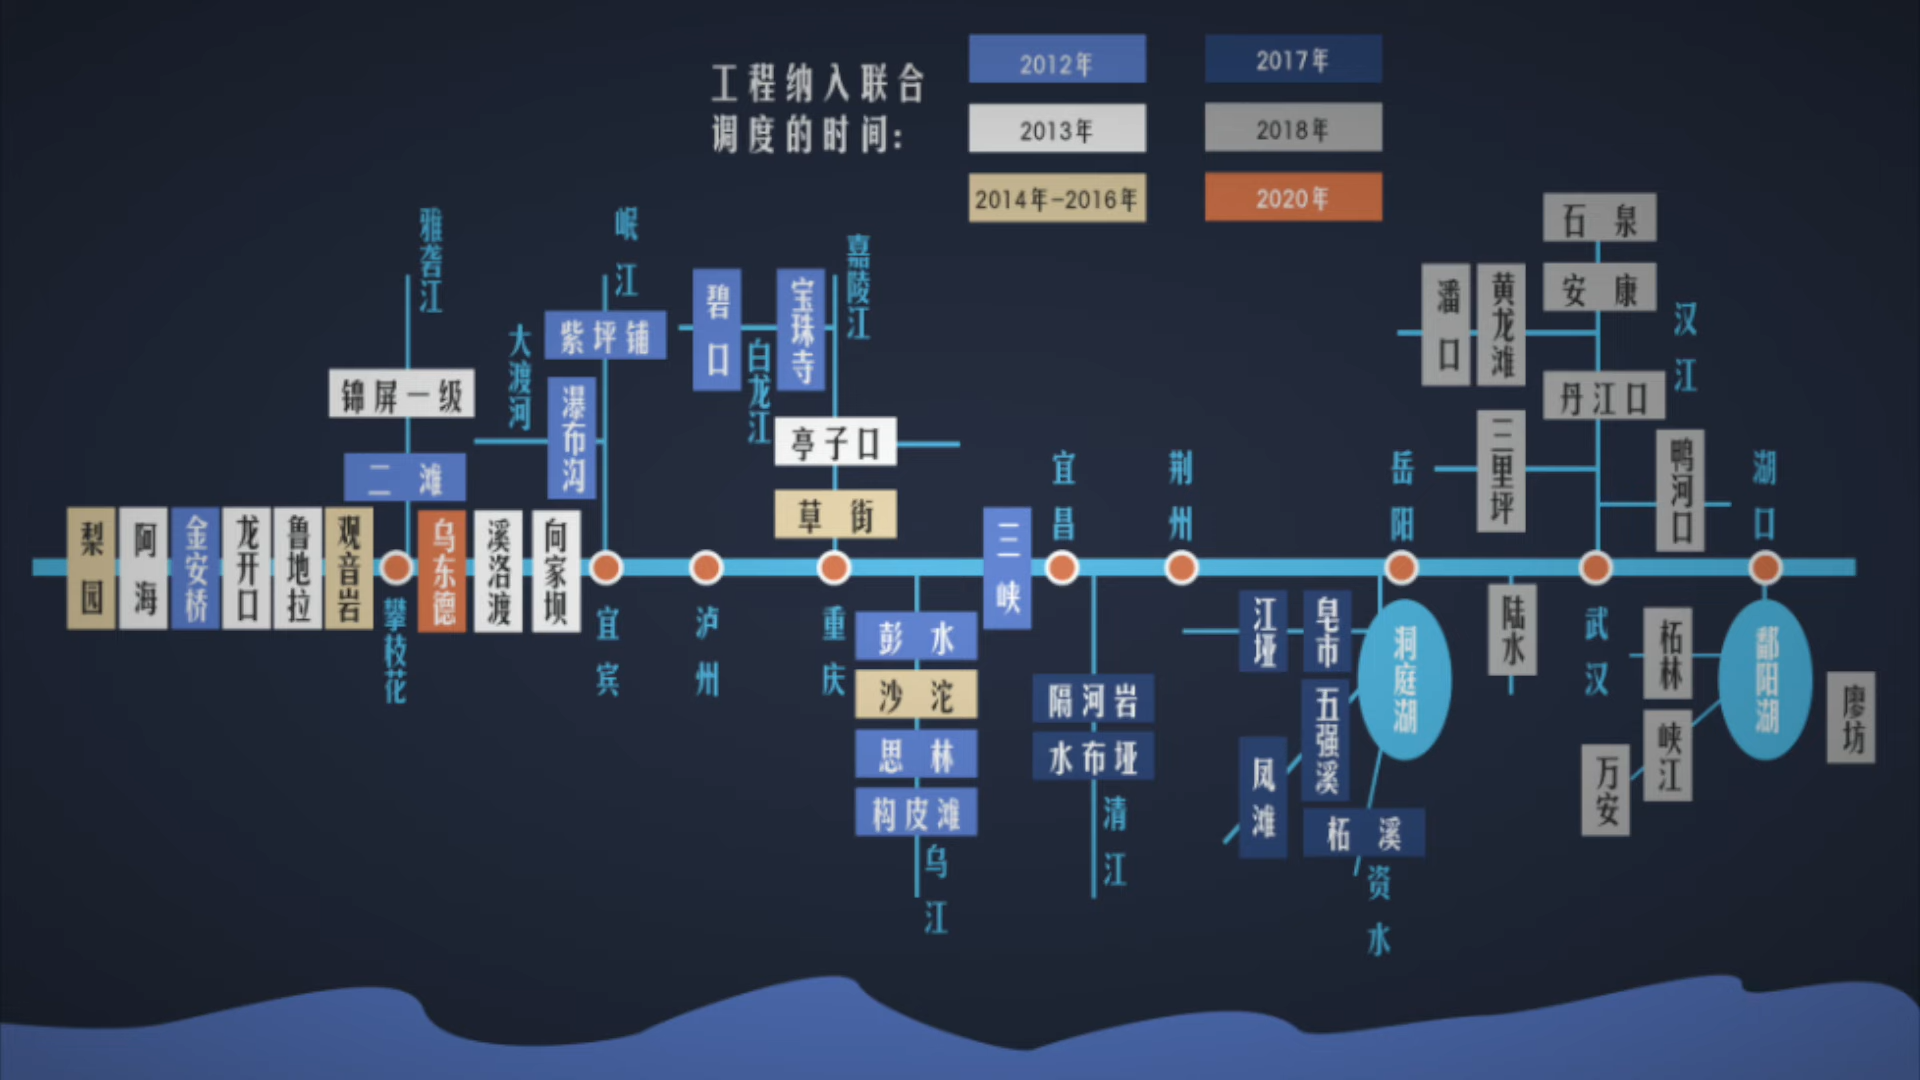 工程纳入联合
调度的时间:
2012年
2017年
2013年
2018年
2014年-2016年
2020年
雅砻江
岷江
嘉陵江
大渡河
白龙江
汉江
锦屏一级
二滩
紫坪铺
瀑布沟
碧口
宝珠寺
亭子口
草街
石泉
安康
潘口
黄龙滩
丹江口
三里坪
鸭河口
梨园
阿海
金安桥
龙开口
鲁地拉
观音岩
攀枝花
乌东德
溪洛渡
向家坝
宜宾
泸州
重庆
三峡
宜昌
荆州
岳阳
武汉
湖口
彭水
沙沱
思林
构皮滩
乌江
隔河岩
水布垭
清江
江垭
皂市
五强溪
凤滩
柘溪
资水
洞庭湖
陆水
柘林
峡江
万安
鄱阳湖
廖坊